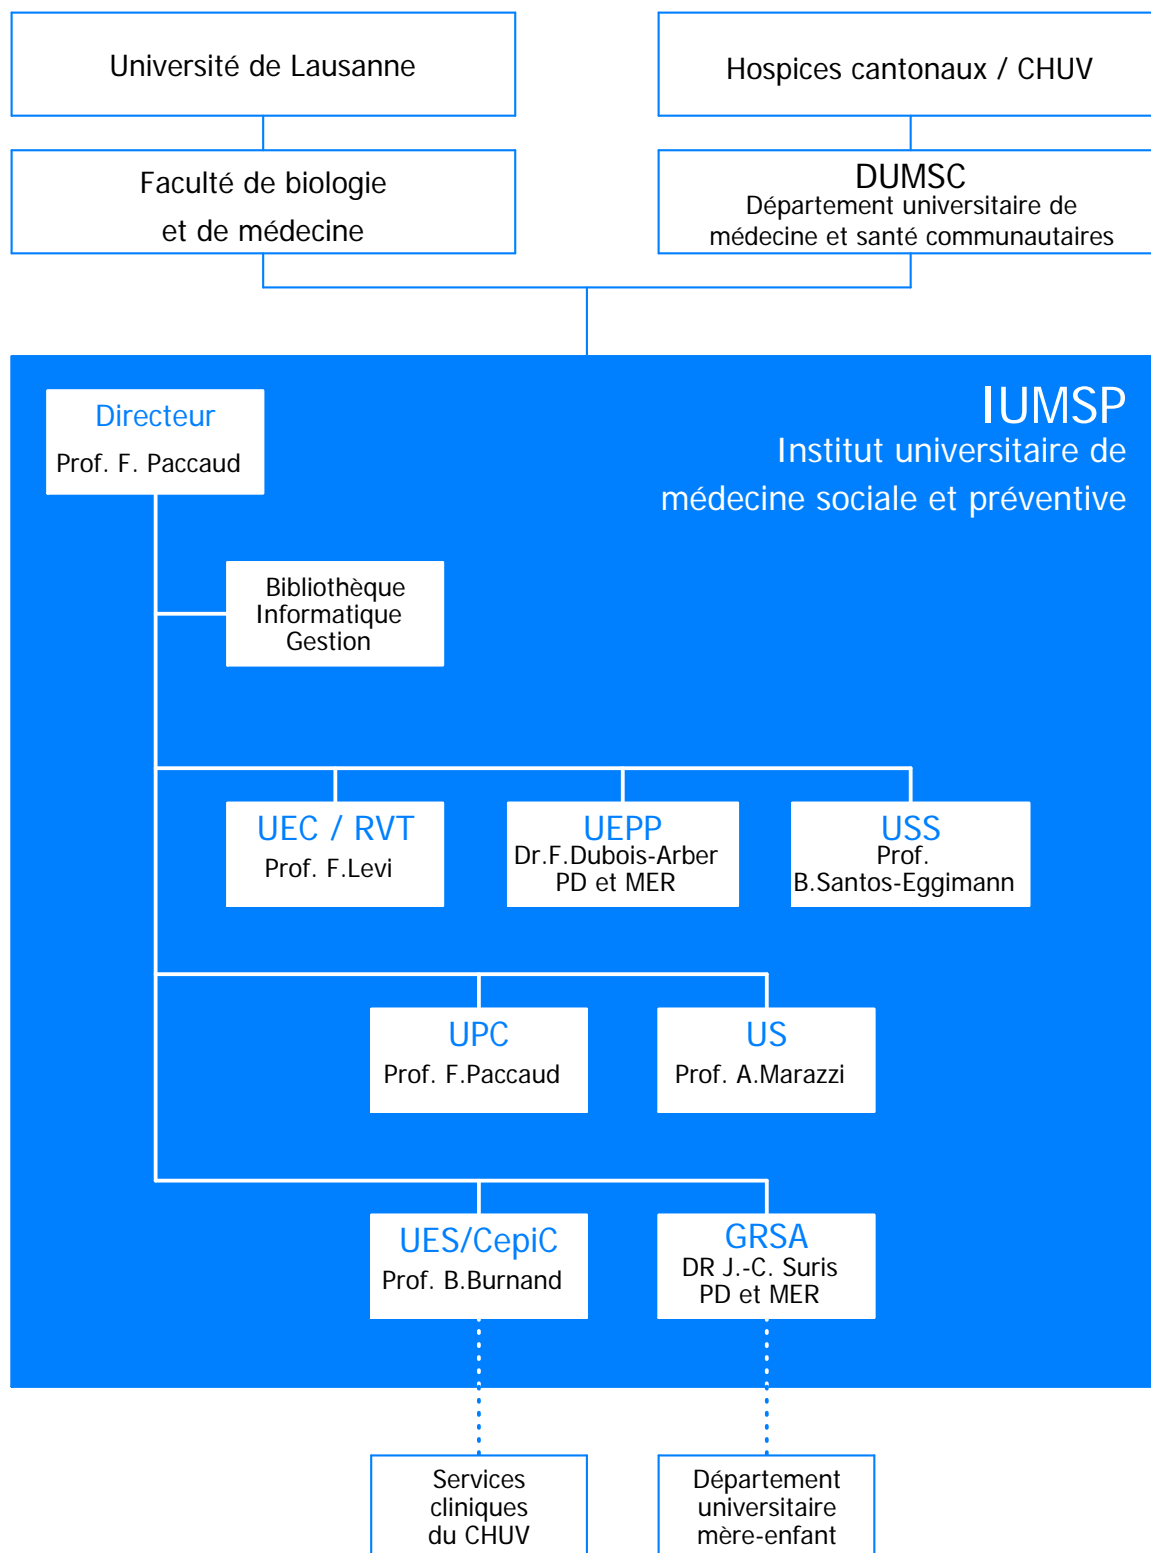 Université de Lausanne
Hospices cantonaux / CHUV
Faculté de biologie
et de médecine
DUMSC
Département universitaire de
médecine et santé communautaires
IUMSP
Institut universitaire de
médecine sociale et préventive
Directeur
Prof. F. Paccaud
Bibliothèque
Informatique
Gestion
UEC / RVT
Prof. F.Levi
UEPP
Dr.F.Dubois-Arber
PD et MER
USS
Prof.
B.Santos-Eggimann
UPC
Prof. F.Paccaud
US
Prof. A.Marazzi
UES/CepiC
Prof. B.Burnand
GRSA
DR J.-C. Suris
PD et MER
Services
cliniques
du CHUV
Département
universitaire
mère-enfant